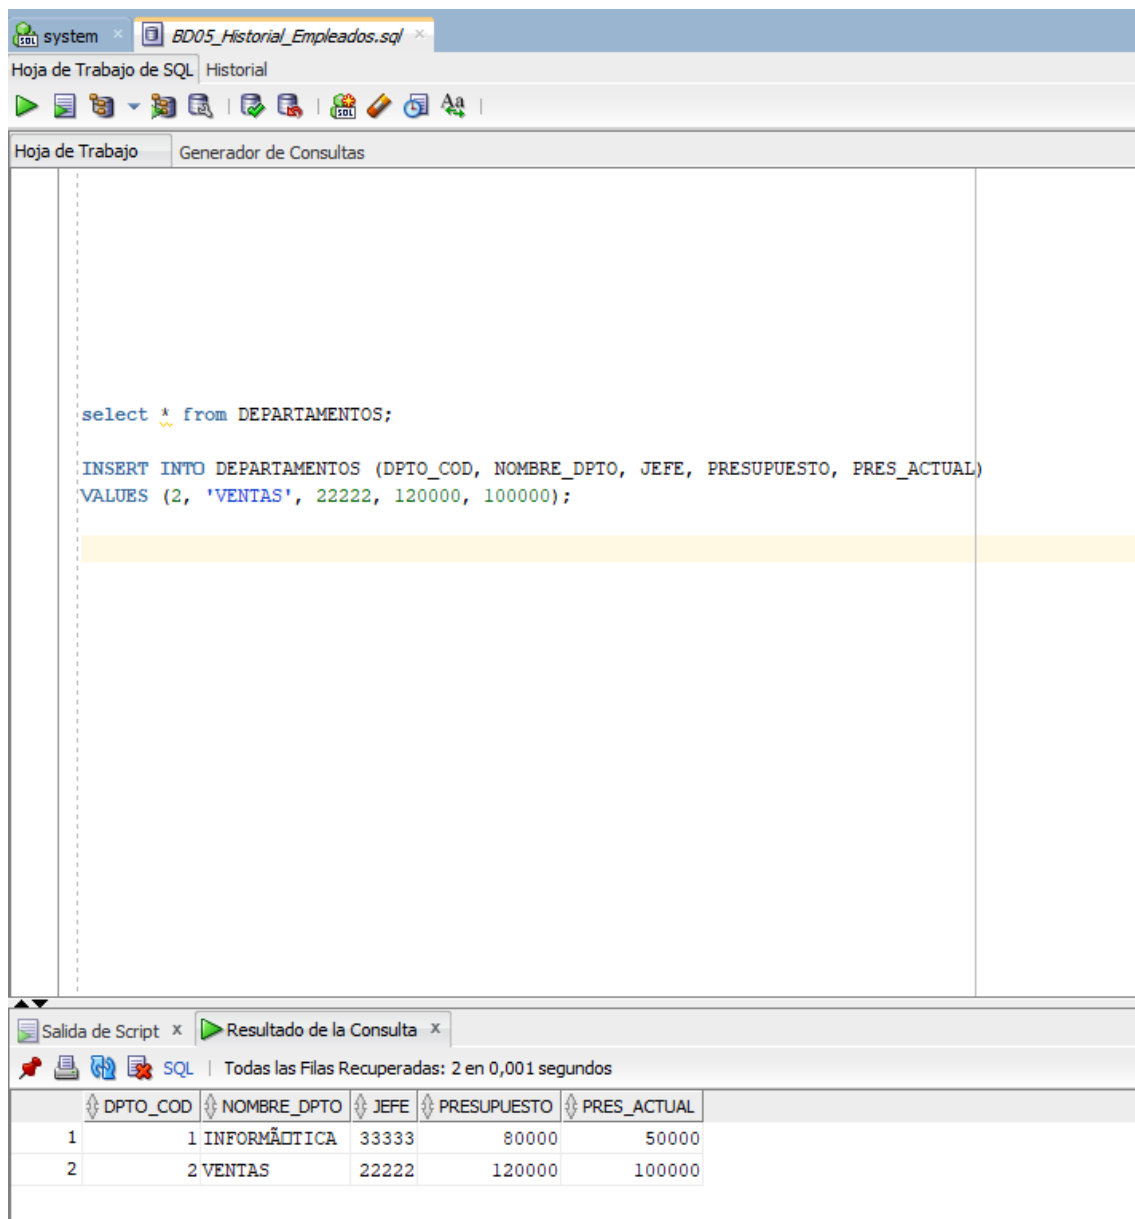 system
BD05_Historial_Empleados.sql
Hoja de Trabajo de SQL Historial
Hoja de Trabajo Generador de Consultas
select * from DEPARTAMENTOS;
INSERT INTO DEPARTAMENTOS (DPTO_COD, NOMBRE_DPTO, JEFE, PRESUPUESTO, PRES_ACTUAL)
VALUES (2, 'VENTAS', 22222, 120000, 100000);
Salida de Script x Resultado de la Consulta x
SQL | Todas las Filas Recuperadas: 2 en 0,001 segundos
DPTO_COD NOMBRE_DPTO JEFE PRESUPUESTO PRES_ACTUAL
1 1 INFORMÃ□TICA 33333 80000 50000
2 2 VENTAS 22222 120000 100000